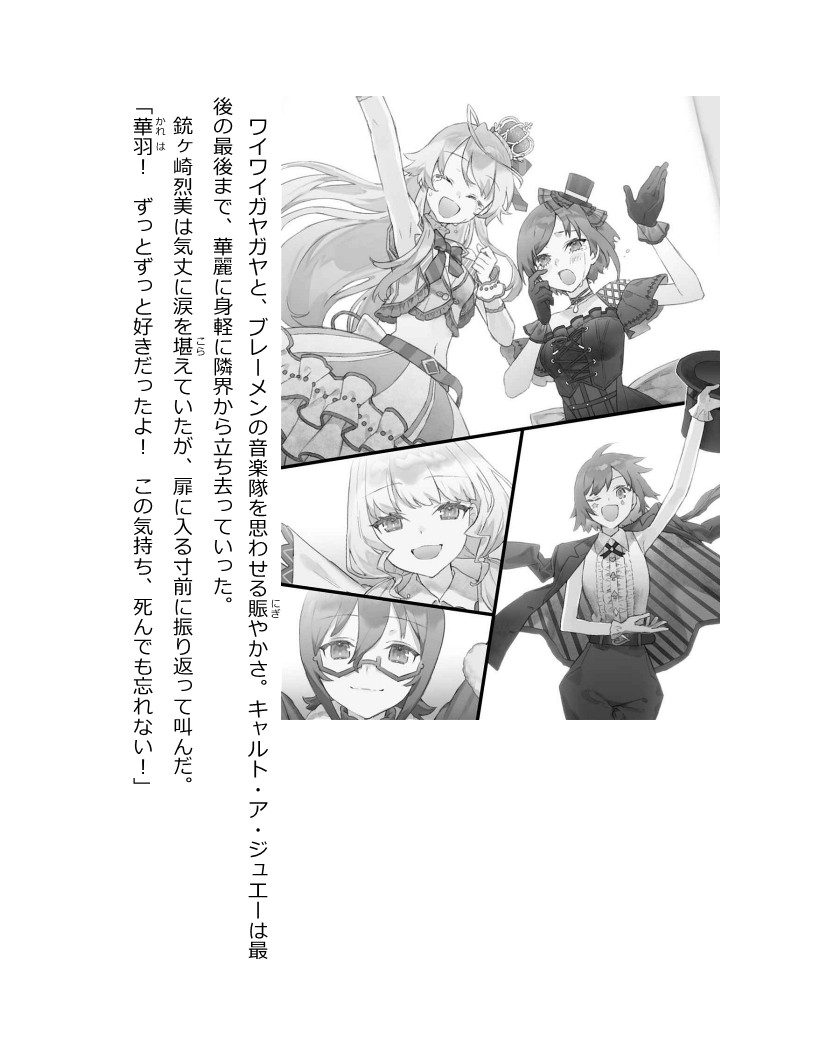 ワイワイガヤガヤと、ブレーメンの音楽隊を思わせる賑やかさ。キャルト・ア・ジュエーは最
後の最後まで、華麗に身軽に隣界から立ち去っていった。
銃ヶ崎烈美は気丈に涙を堪えていたが、扉に入る寸前に振り返って叫んだ。
「華羽！　ずっとずっと好きだったよ！　この気持ち、死んでも忘れない！」